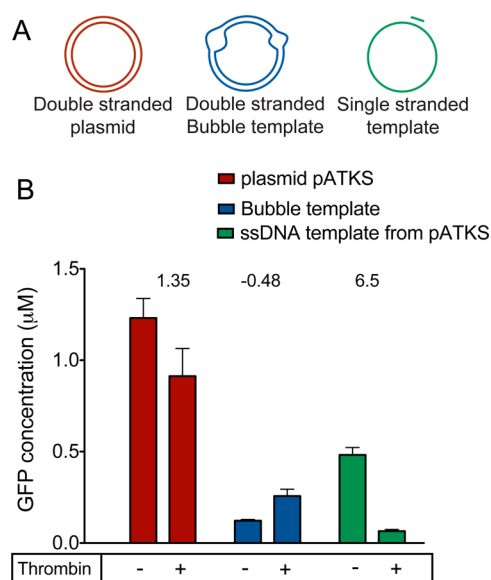 A
Double stranded plasmid
Double stranded Bubble template
Single stranded template
B
plasmid pATKS
Bubble template
ssDNA template from pATKS
1.35 -0.48 6.5
GFP concentration (μM)
1.5
1.0
0.5
0.0
Thrombin - + - + - +